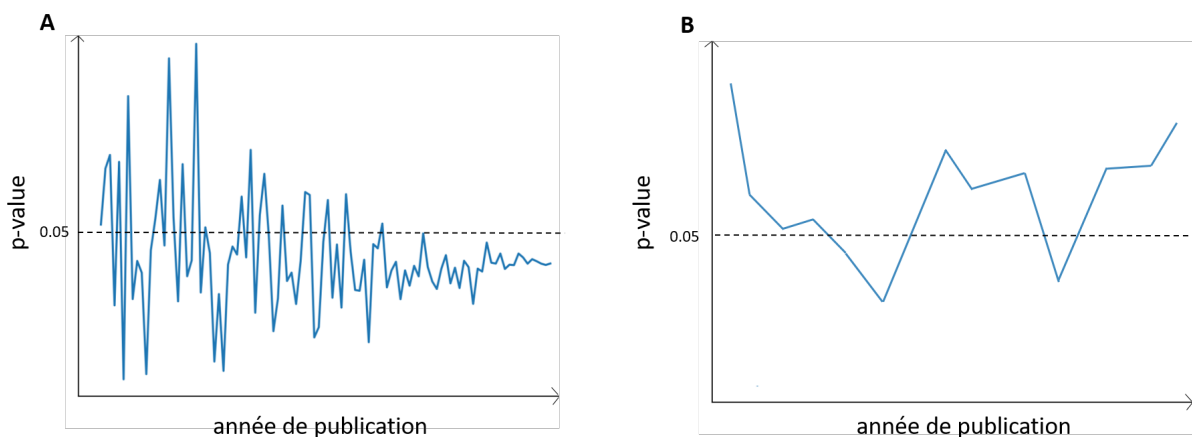 A
p-value
0.05
année de publication
B
p-value
0.05
année de publication